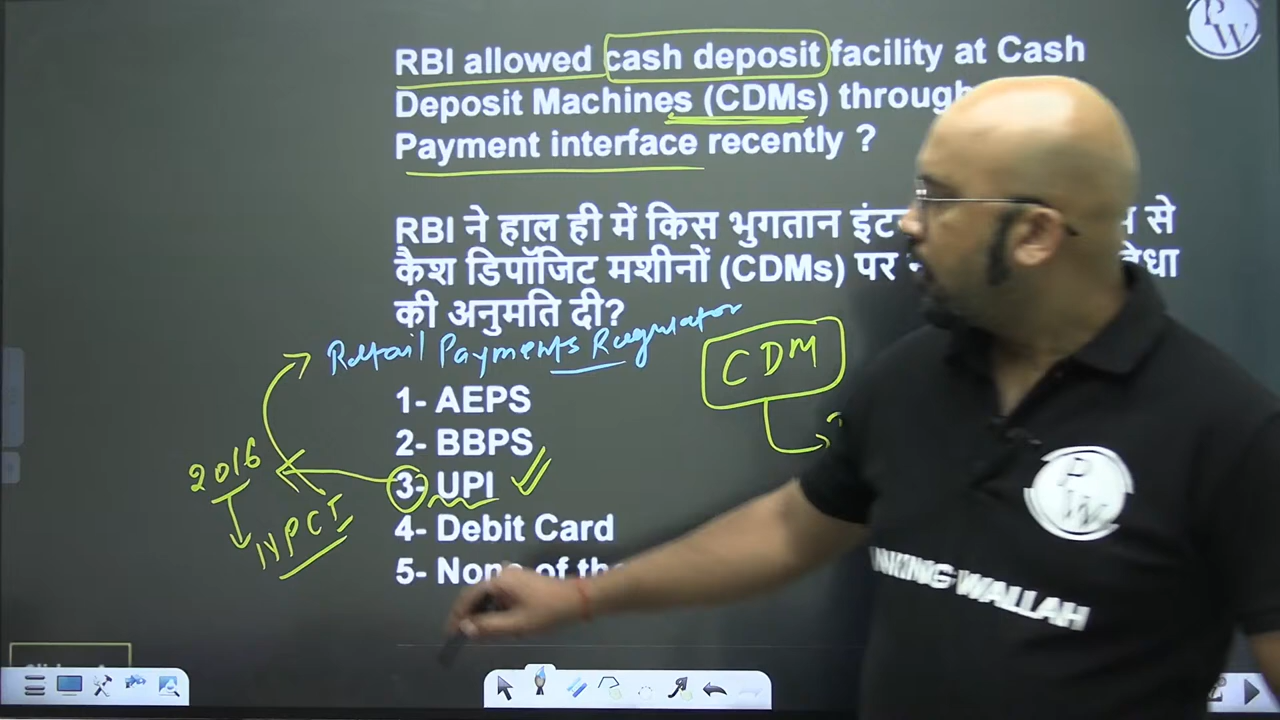 P
W
RBI allowed cash deposit facility at Cash
Deposit Machines (CDMs) through
Payment interface recently ?
RBI ने हाल ही में किस भुगतान से
कैश डिपॉजिट मशीनों (CDMs) पर
की अनुमति दी?
Retail Payments Regulator
CDM
1- AEPS
2- BBPS
2016
3- UPI
NPCI
4- Debit Card
5- None of
P
W
WALLAH